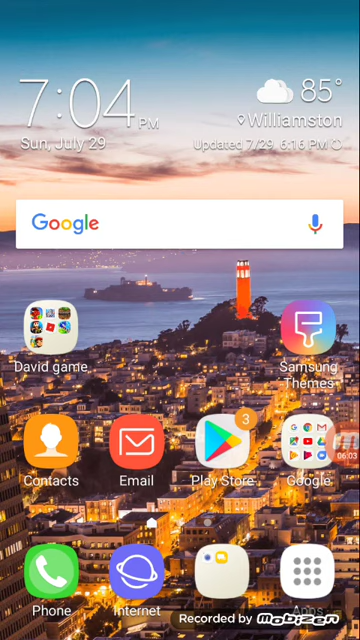 7:04 PM
Sun, July 29
85°
Williamston
Updated 7/29, 6:16 PM
Google
David game
Samsung
Themes
3
Contacts
Email
Play Store
Google
06:03
Phone
Internet
Apps
Recorded by Mobizen